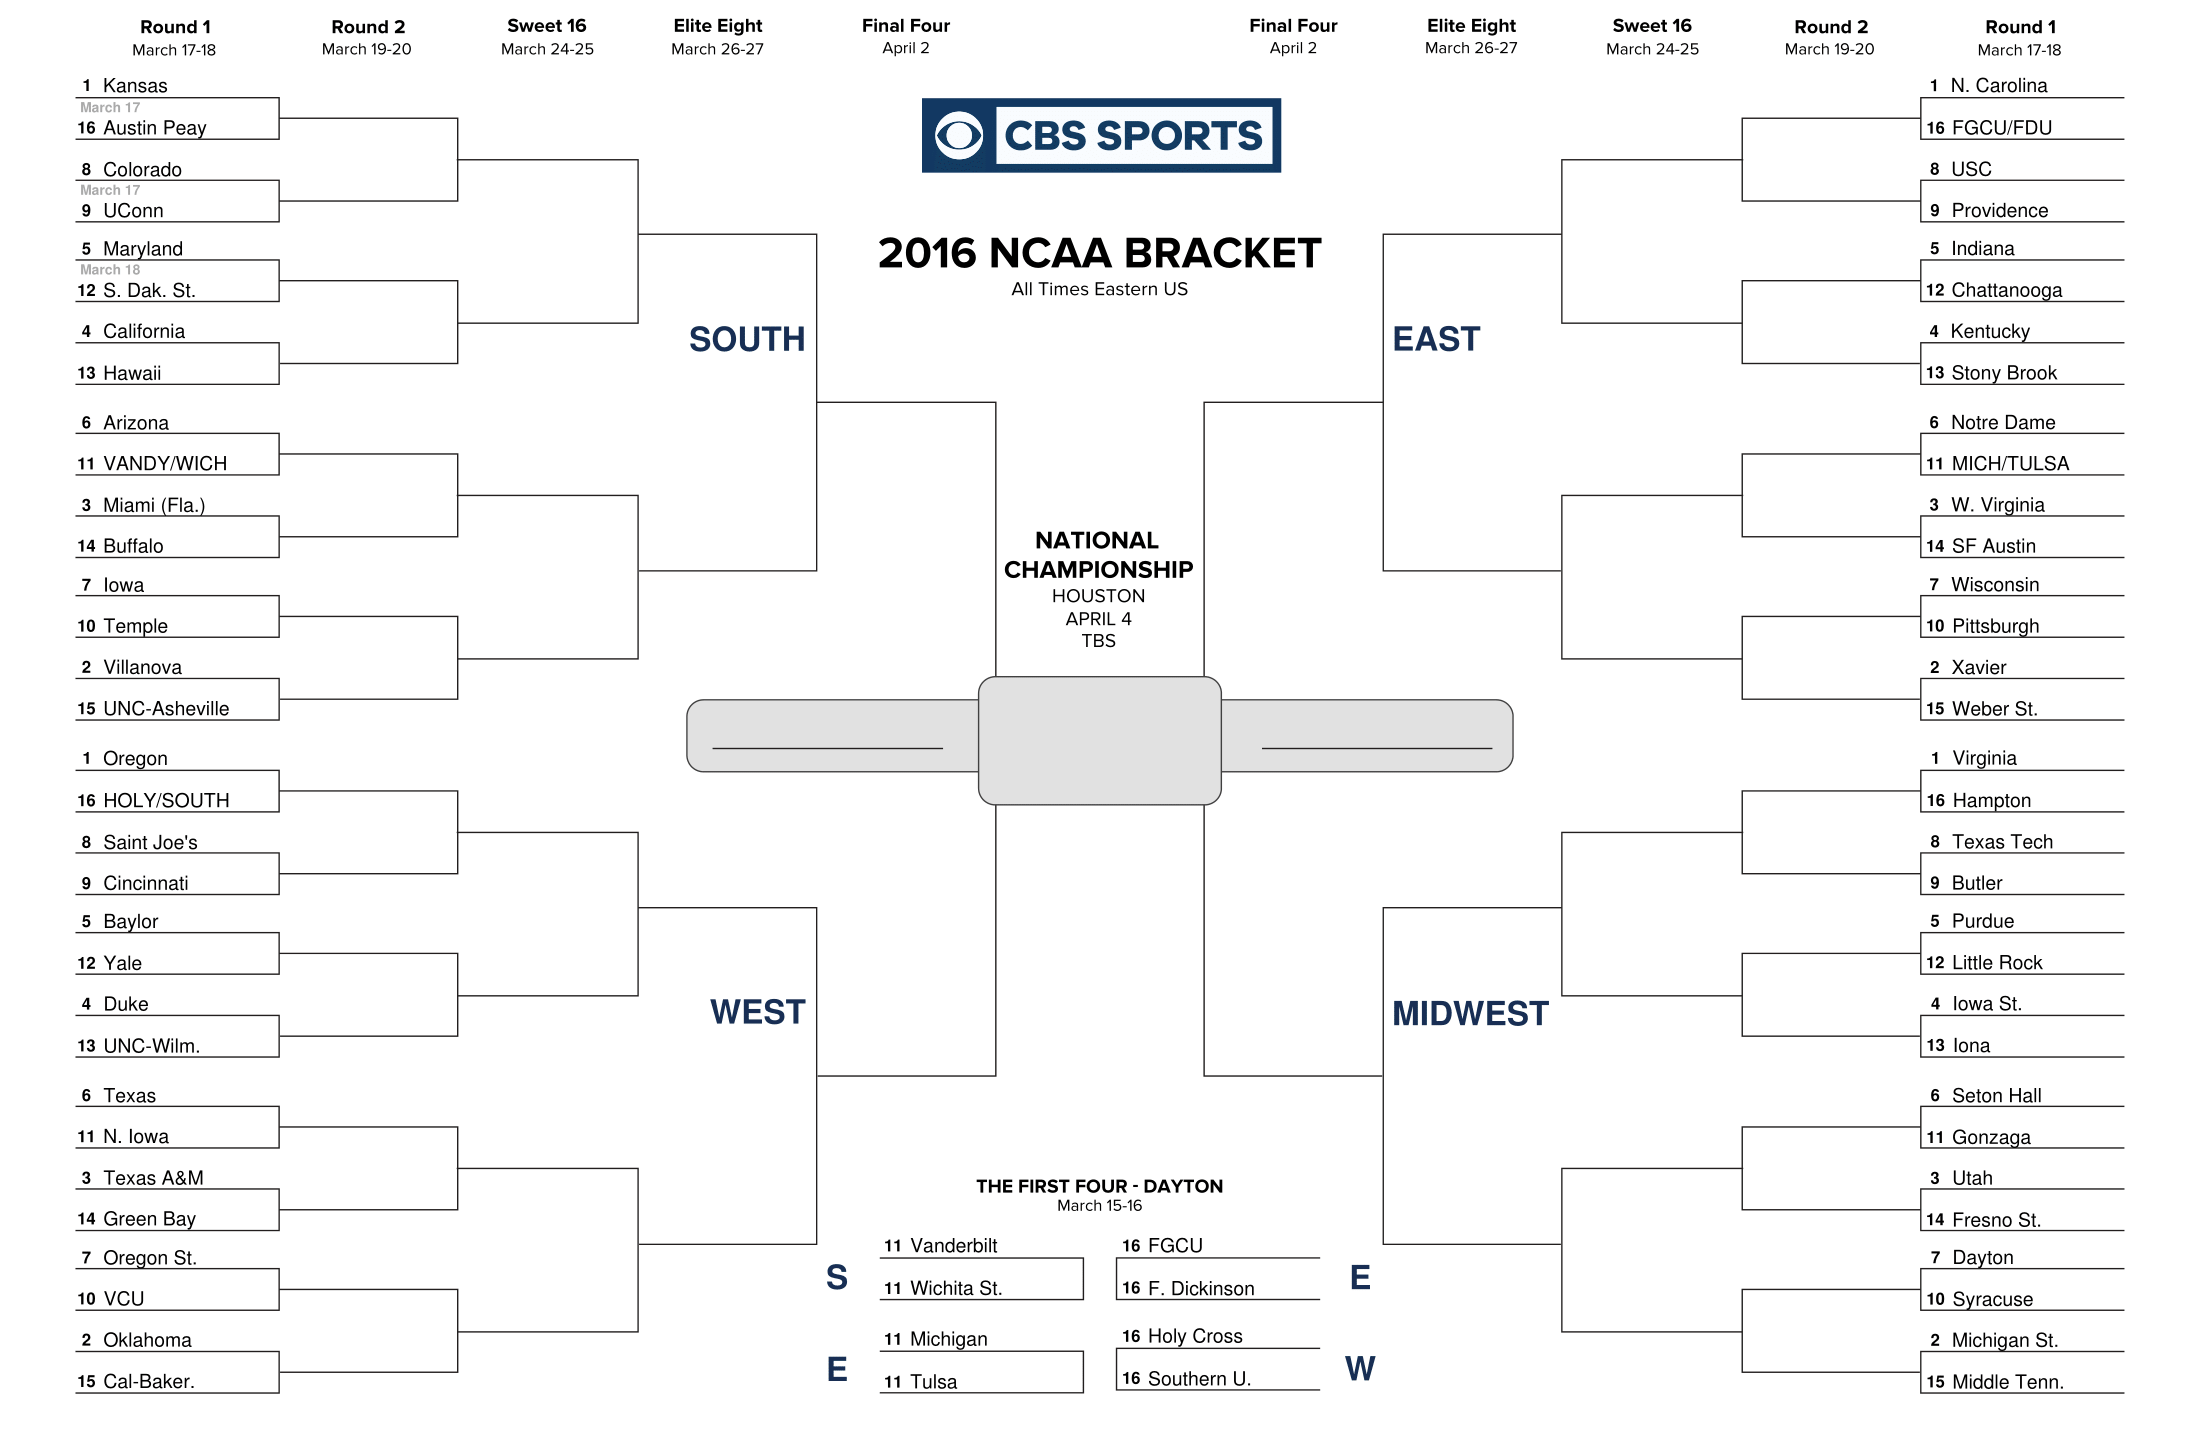 Round 1
March 17-18
Round 2
March 19-20
Sweet 16
March 24-25
Elite Eight
March 26-27
Final Four
April 2
Final Four
April 2
Elite Eight
March 26-27
Sweet 16
March 24-25
Round 2
March 19-20
Round 1
March 17-18
1 Kansas
March 17
16 Austin Peay
8 Colorado
March 17
9 UConn
5 Maryland
March 18
12 S. Dak. St.
4 California
13 Hawaii
6 Arizona
11 VANDY/WICH
3 Miami (Fla.)
14 Buffalo
7 Iowa
10 Temple
2 Villanova
15 UNC-Asheville
SOUTH
1 Oregon
16 HOLY/SOUTH
8 Saint Joe's
9 Cincinnati
5 Baylor
12 Yale
4 Duke
13 UNC-Wilm.
6 Texas
11 N. Iowa
3 Texas A&M
14 Green Bay
7 Oregon St.
10 VCU
2 Oklahoma
15 Cal-Baker.
WEST
CBS SPORTS
2016 NCAA BRACKET
All Times Eastern US
NATIONAL
CHAMPIONSHIP
HOUSTON
APRIL 4
TBS
EAST
1 N. Carolina
16 FGCU/FDU
8 USC
9 Providence
5 Indiana
12 Chattanooga
4 Kentucky
13 Stony Brook
6 Notre Dame
11 MICH/TULSA
3 W. Virginia
14 SF Austin
7 Wisconsin
10 Pittsburgh
2 Xavier
15 Weber St.
MIDWEST
1 Virginia
16 Hampton
8 Texas Tech
9 Butler
5 Purdue
12 Little Rock
4 Iowa St.
13 Iona
6 Seton Hall
11 Gonzaga
3 Utah
14 Fresno St.
7 Dayton
10 Syracuse
2 Michigan St.
15 Middle Tenn.
THE FIRST FOUR - DAYTON
March 15-16
S
11 Vanderbilt
11 Wichita St.
16 FGCU
16 F. Dickinson
E
E
11 Michigan
11 Tulsa
16 Holy Cross
16 Southern U.
W